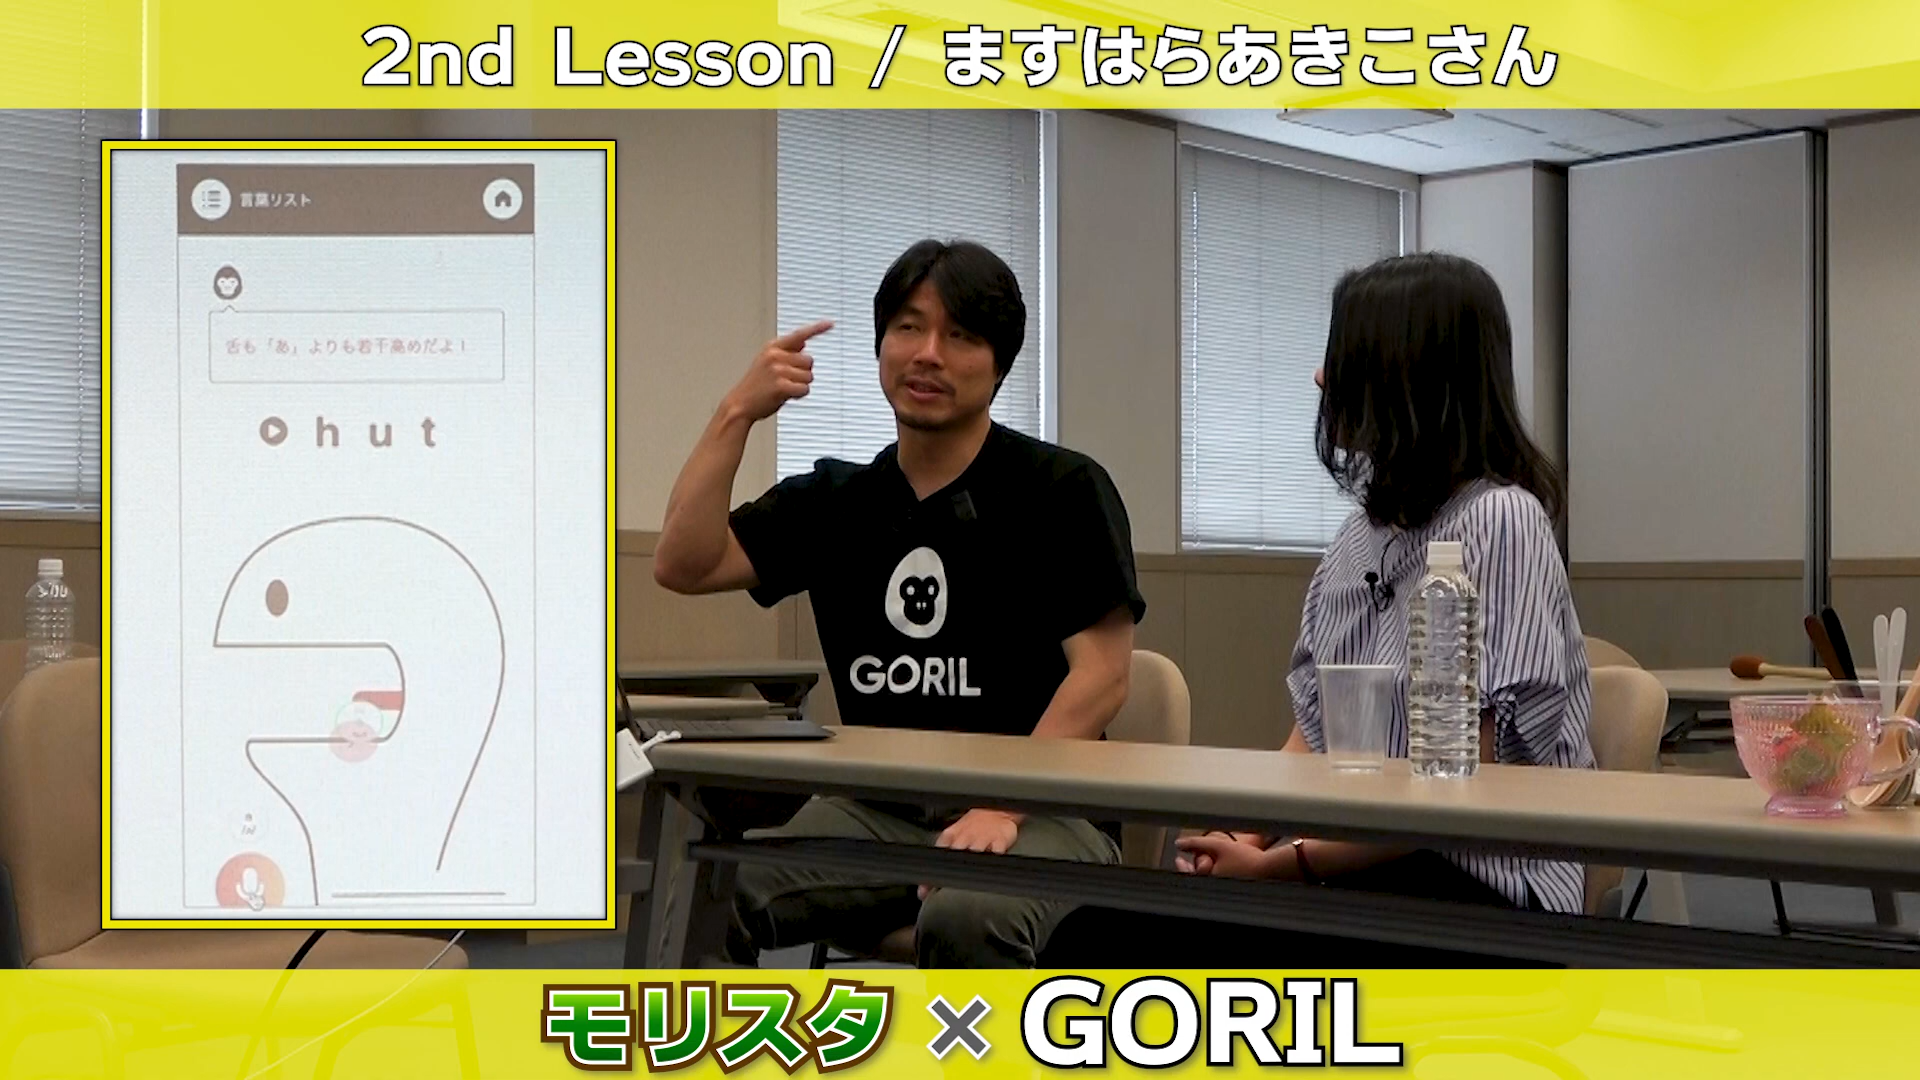 2nd Lesson / ますはらあきこさん
言葉リスト
舌も「あ」よりも若干高めだよ！
hut
GORIL
モリスタ × GORIL